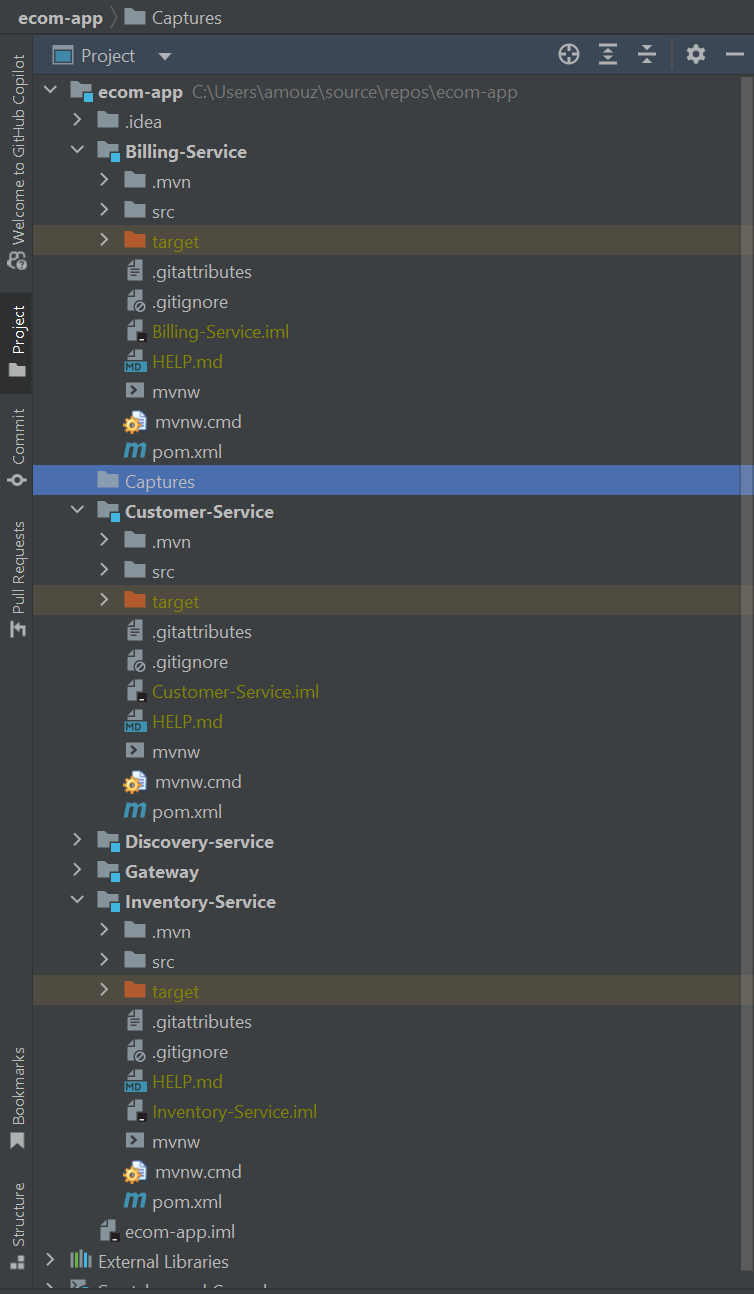 ecom-app
Captures
Project
ecom-app C:\Users\amouz\source\repos\ecom-app
.idea
Billing-Service
.mvn
src
target
.gitattributes
.gitignore
Billing-Service.iml
MD HELP.md
mvnw
mvnw.cmd
m pom.xml
Captures
Customer-Service
.mvn
src
target
.gitattributes
.gitignore
Customer-Service.iml
MD HELP.md
mvnw
mvnw.cmd
m pom.xml
Discovery-service
Gateway
Inventory-Service
.mvn
src
target
.gitattributes
.gitignore
MD HELP.md
Inventory-Service.iml
mvnw
mvnw.cmd
m pom.xml
ecom-app.iml
External Libraries
Welcome to GitHub Copilot
Project
Commit
Pull Requests
Bookmarks
Structure